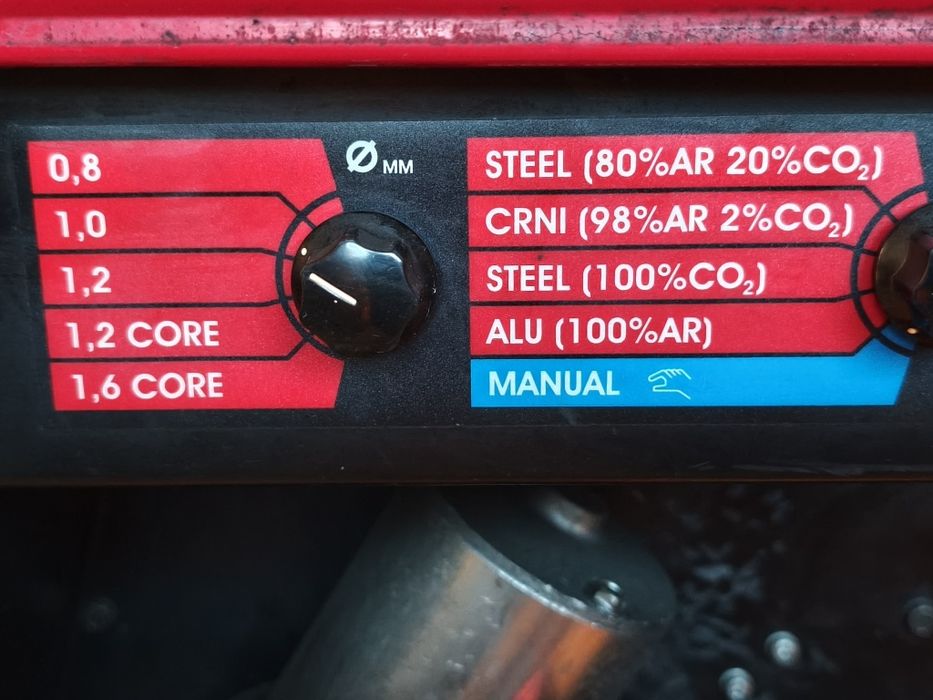 0,8
1,0
1,2
1,2 CORE
1,6 CORE
Ø MM
STEEL (80%AR 20%CO₂)
CRNI (98%AR 2%CO₂)
STEEL (100%CO₂)
ALU (100%AR)
MANUAL